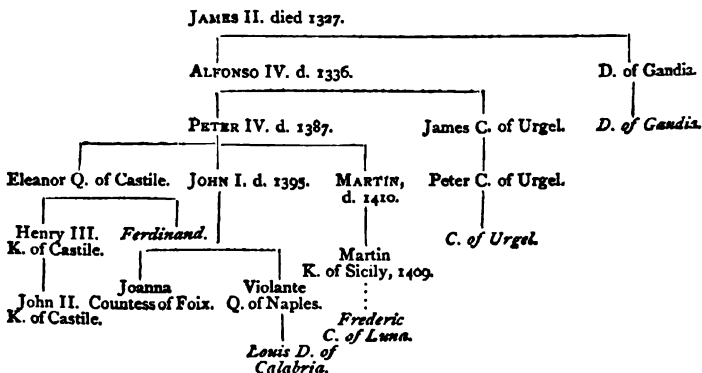 JAMES II. died 1327.
ALFONSO IV. d. 1336. D. of Gandia.
PETER IV. d. 1387. James C. of Urgel. D. of Gandia.
Eleanor Q. of Castile. JOHN I. d. 1395. MARTIN, Peter C. of Urgel.
d. 1410.
Henry III. Ferdinand. C. of Urgel.
K. of Castile.
Martin
K. of Sicily, 1409.
Joanna Violante
John II. Countess of Foix. Q. of Naples.
K. of Castile.
Frederic
C. of Luna.
Louis D. of
Calabria.